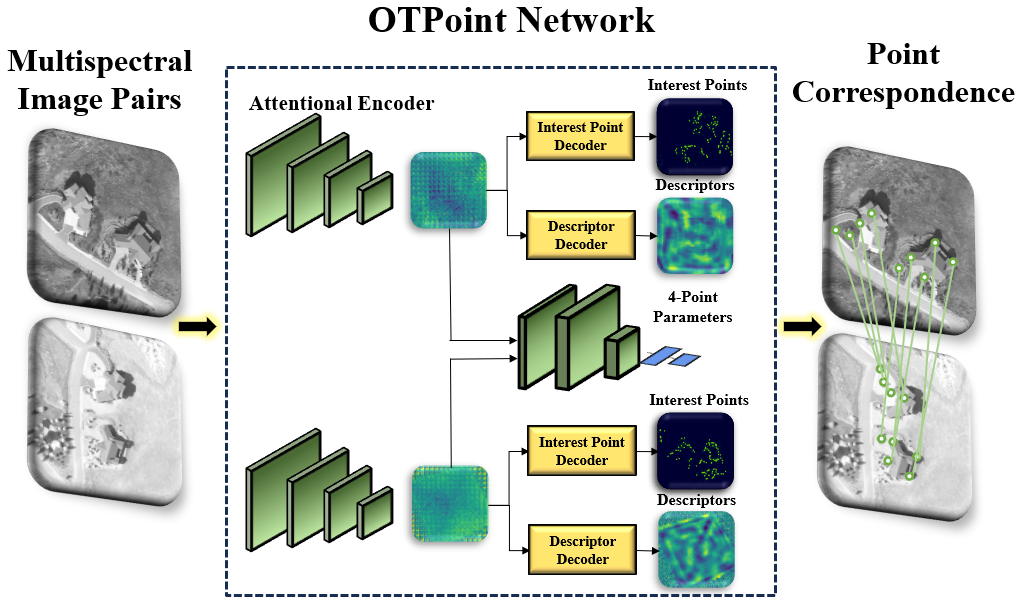 OTPoint Network
Multispectral
Image Pairs
Point
Correspondence
Attentional Encoder
Interest Points
Interest Point
Decoder
Descriptors
Descriptor
Decoder
4-Point
Parameters
Interest Points
Interest Point
Decoder
Descriptors
Descriptor
Decoder